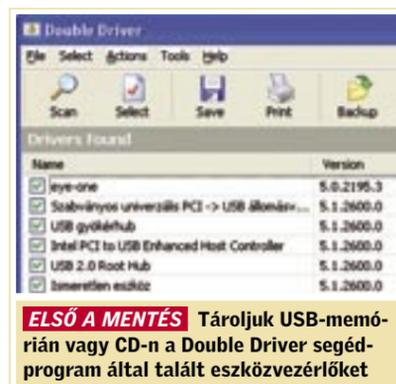 Double Driver
File Select Actions Tools Help
Scan Select Save Print Backup
Drivers Found
Name Version
eye-one 5.0.2195.3
Szabványos univerzális PCI -> USB állomásv... 5.1.2600.0
USB gyökérhub 5.1.2600.0
Intel PCI to USB Enhanced Host Controller 5.1.2600.0
USB 2.0 Root Hub 5.1.2600.0
Ismeretlen eszköz 5.1.2600.0
ELSŐ A MENTÉS Tároljuk USB-memó-
rián vagy CD-n a Double Driver segéd-
program által talált eszközvezérlőket